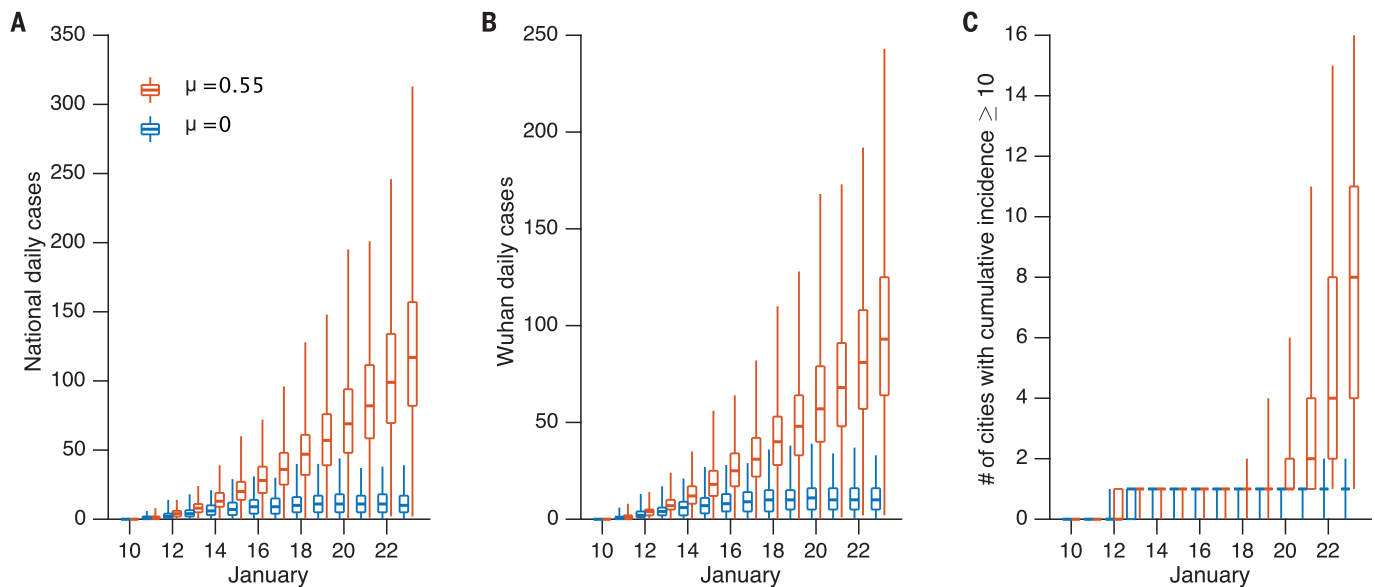 A
National daily cases
350
300
250
200
150
100
50
0
μ = 0.55
μ = 0
10 12 14 16 18 20 22
January
B
Wuhan daily cases
250
200
150
100
50
0
10 12 14 16 18 20 22
January
C
# of cities with cumulative incidence ≥ 10
16
14
12
10
8
6
4
2
0
10 12 14 16 18 20 22
January